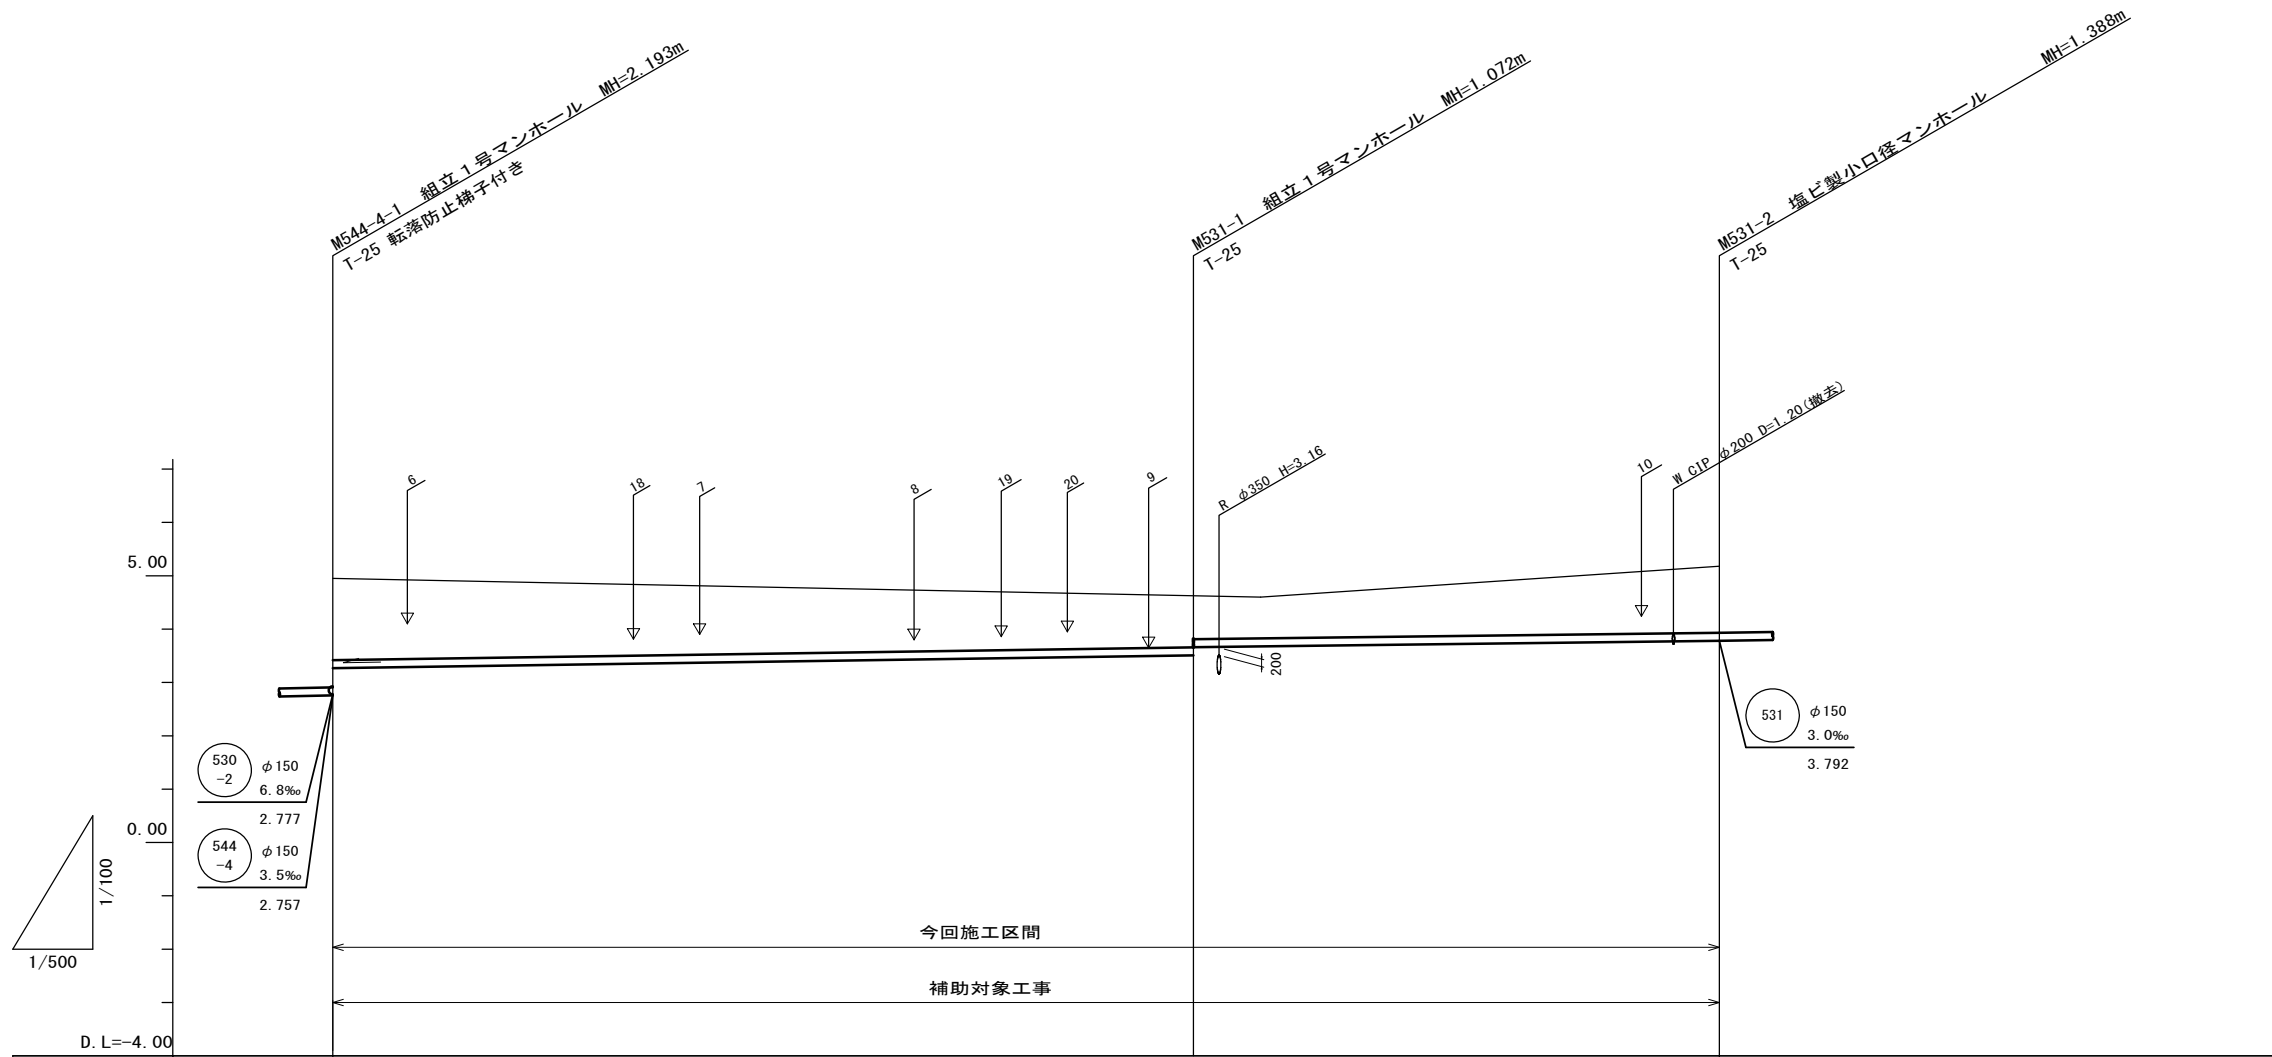 M544-4-1 組立1号マンホール MH=2.193m
T-25 転落防止梯子付き
M531-1 組立1号マンホール MH=1.072m
T-25
M531-2 塩ビ製小口径マンホール MH=1.388m
T-25
6
18
7
8
19
20
9
R φ350 H=3.16
10
W CIP φ200 D=1.20(撤去)
5.00
200
530
-2
φ150
6.8‰
2.777
531
φ150
3.0‰
3.792
0.00
544
-4
φ150
3.5‰
2.757
1/100
1/500
今回施工区間
補助対象工事
D.L=-4.00